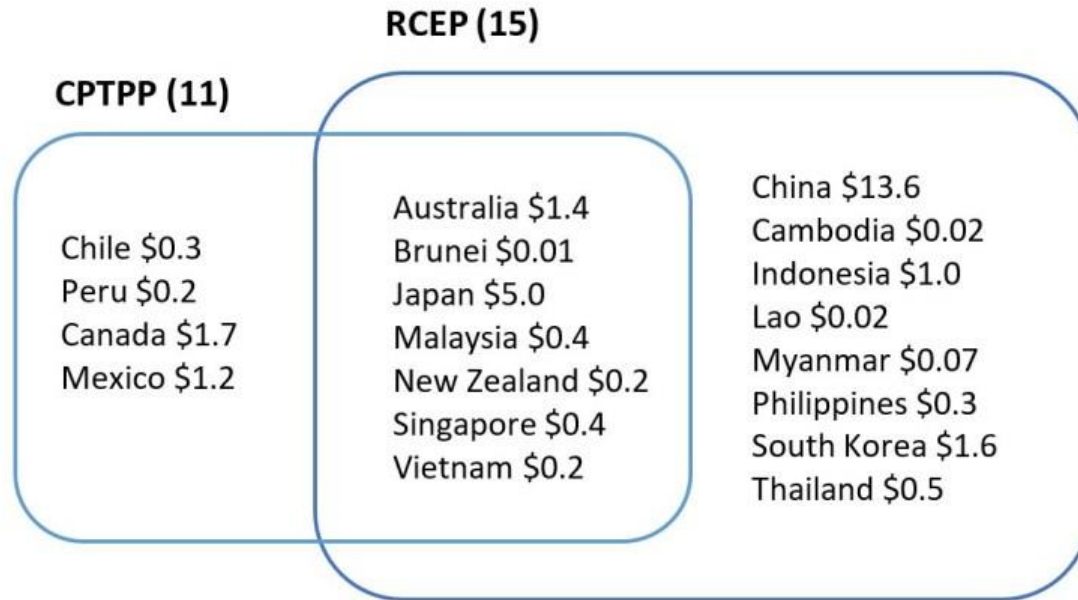 RCEP (15)
CPTPP (11)
Chile $0.3
Peru $0.2
Canada $1.7
Mexico $1.2
Australia $1.4
Brunei $0.01
Japan $5.0
Malaysia $0.4
New Zealand $0.2
Singapore $0.4
Vietnam $0.2
China $13.6
Cambodia $0.02
Indonesia $1.0
Lao $0.02
Myanmar $0.07
Philippines $0.3
South Korea $1.6
Thailand $0.5